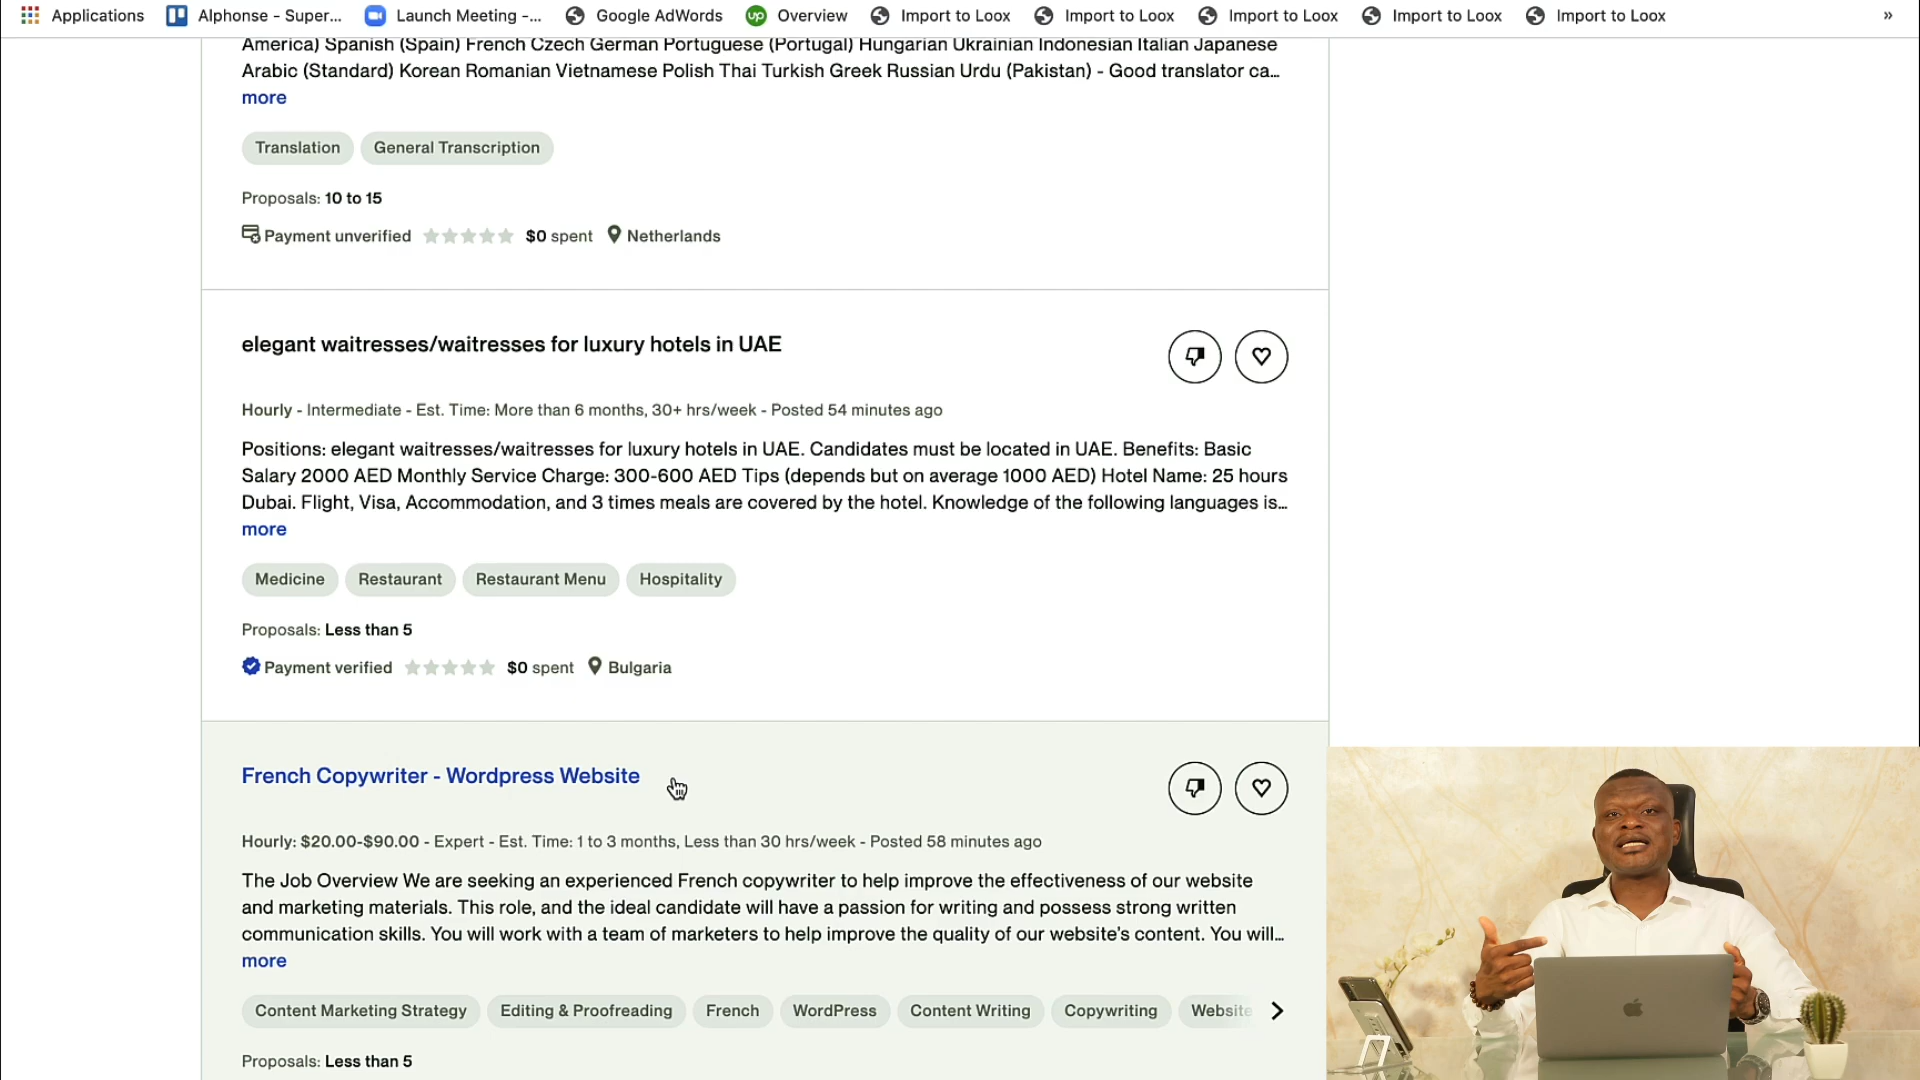 Applications Alphonse - Super... Launch Meeting -... Google AdWords up Overview Import to Loox Import to Loox Import to Loox Import to Loox Import to Loox »
America) Spanish (Spain) French Czech German Portuguese (Portugal) Hungarian Ukrainian Indonesian Italian Japanese
Arabic (Standard) Korean Romanian Vietnamese Polish Thai Turkish Greek Russian Urdu (Pakistan) - Good translator ca...
more
Translation General Transcription
Proposals: 10 to 15
Payment unverified $0 spent Netherlands
elegant waitresses/waitresses for luxury hotels in UAE
Hourly - Intermediate - Est. Time: More than 6 months, 30+ hrs/week - Posted 54 minutes ago
Positions: elegant waitresses/waitresses for luxury hotels in UAE. Candidates must be located in UAE. Benefits: Basic
Salary 2000 AED Monthly Service Charge: 300-600 AED Tips (depends but on average 1000 AED) Hotel Name: 25 hours
Dubai. Flight, Visa, Accommodation, and 3 times meals are covered by the hotel. Knowledge of the following languages is...
more
Medicine Restaurant Restaurant Menu Hospitality
Proposals: Less than 5
Payment verified $0 spent Bulgaria
French Copywriter - Wordpress Website
Hourly: $20.00-$90.00 - Expert - Est. Time: 1 to 3 months, Less than 30 hrs/week - Posted 58 minutes ago
The Job Overview We are seeking an experienced French copywriter to help improve the effectiveness of our website
and marketing materials. This role, and the ideal candidate will have a passion for writing and possess strong written
communication skills. You will work with a team of marketers to help improve the quality of our website's content. You will...
more
Content Marketing Strategy Editing & Proofreading French WordPress Content Writing Copywriting Website
Proposals: Less than 5